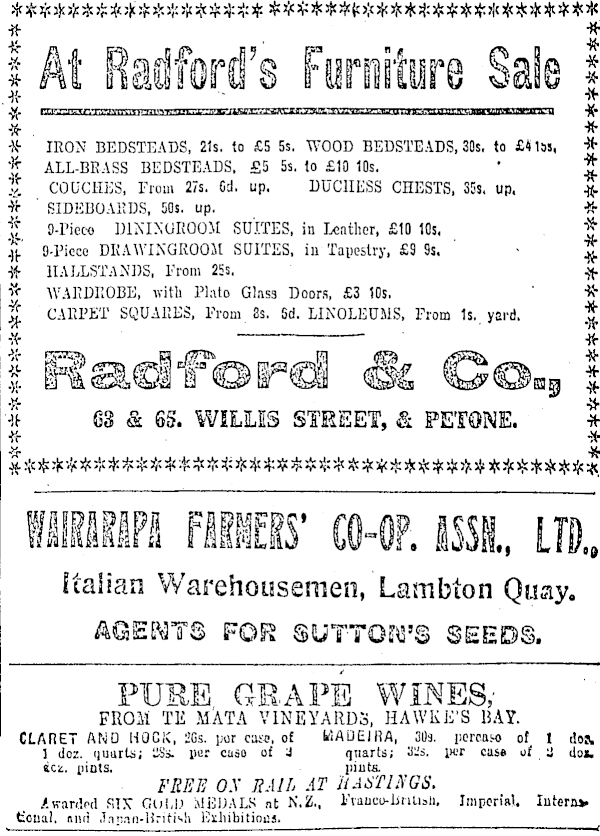 At Radford's Furniture Sale
IRON BEDSTEADS, 21s. to £5 5s. WOOD BEDSTEADS, 30s. to £4 15s.
ALL-BRASS BEDSTEADS, £5 5s. to £10 10s.
COUCHES, From 27s. 6d. up. DUCHESS CHESTS, 35s. up.
SIDEBOARDS, 50s. up.
9-Piece DININGROOM SUITES, in Leather, £10 10s.
9-Piece DRAWINGROOM SUITES, in Tapestry, £9 9s.
HALLSTANDS, From 25s.
WARDROBE, with Plate Glass Doors, £3 10s.
CARPET SQUARES, From 8s. 6d. LINOLEUMS, From 1s. yard.
Radford & Co.,
63 & 65. WILLIS STREET, & PETONE.
WAIRARAPA FARMERS' CO-OP. ASSN., LTD.,
Italian Warehousemen, Lambton Quay.
AGENTS FOR SUTTON'S SEEDS.
PURE GRAPE WINES,
FROM TE MATA VINEYARDS, HAWKE'S BAY.
CLARET AND HOCK, 26s. per case, of
1 doz. quarts; 28s. per case of 2
doz. pints.
MADEIRA, 30s. per case of 1 doz.
quarts; 32s. per case of 2 doz.
pints.
FREE ON RAIL AT HASTINGS.
Awarded SIX GOLD MEDALS at N.Z., Franco-British, Imperial, Interna-
tional, and Japan-British Exhibitions.